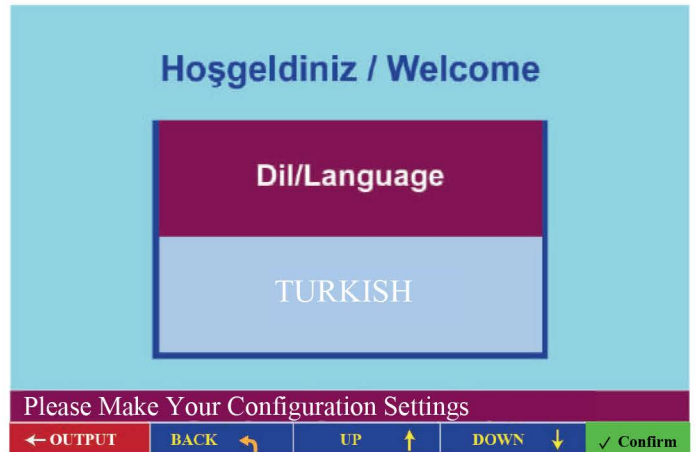 Hoşgeldiniz / Welcome
Dil/Language
TURKISH
Please Make Your Configuration Settings
← OUTPUT BACK ↰ UP ↑ DOWN ↓ ✓ Confirm